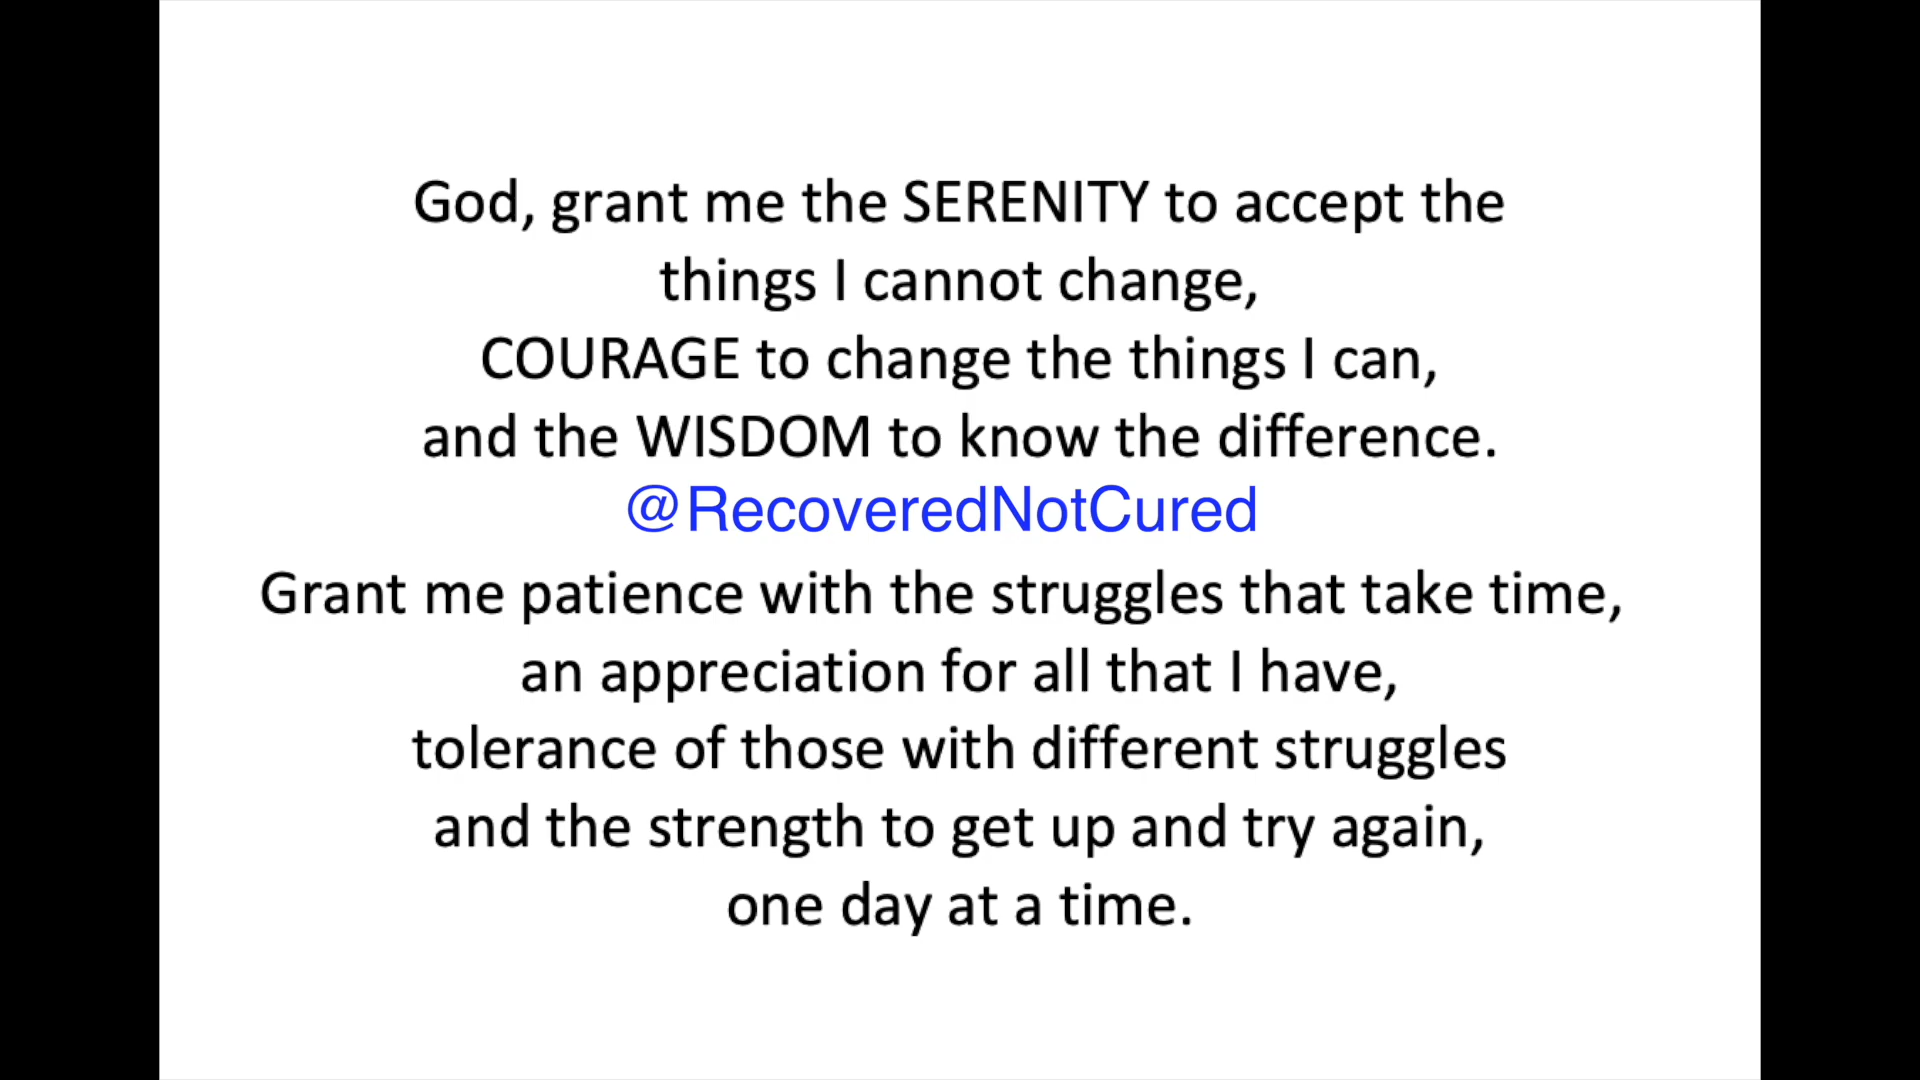 God, grant me the SERENITY to accept the
things I cannot change,
COURAGE to change the things I can,
and the WISDOM to know the difference.
@RecoveredNotCured
Grant me patience with the struggles that take time,
an appreciation for all that I have,
tolerance of those with different struggles
and the strength to get up and try again,
one day at a time.